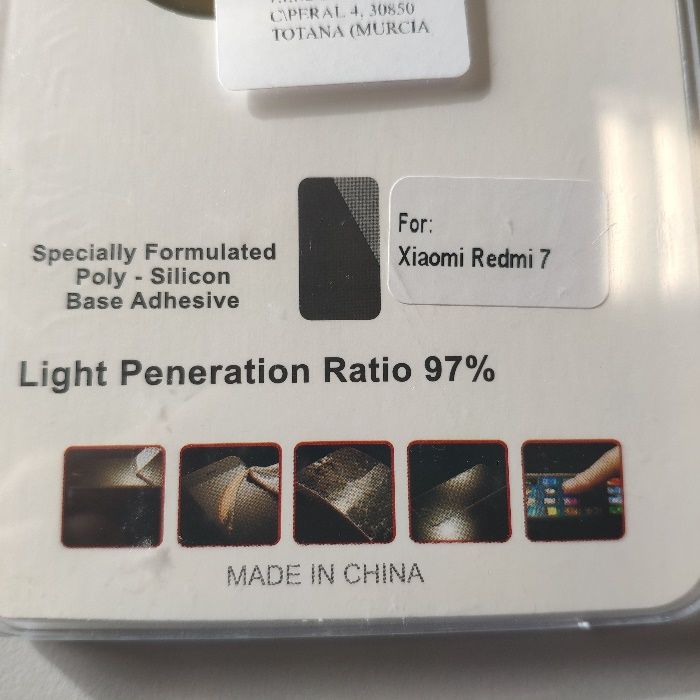 C\PERAL 4, 30850
TOTANA (MURCIA
For:
Xiaomi Redmi 7
Specially Formulated
Poly - Silicon
Base Adhesive
Light Peneration Ratio 97%
MADE IN CHINA